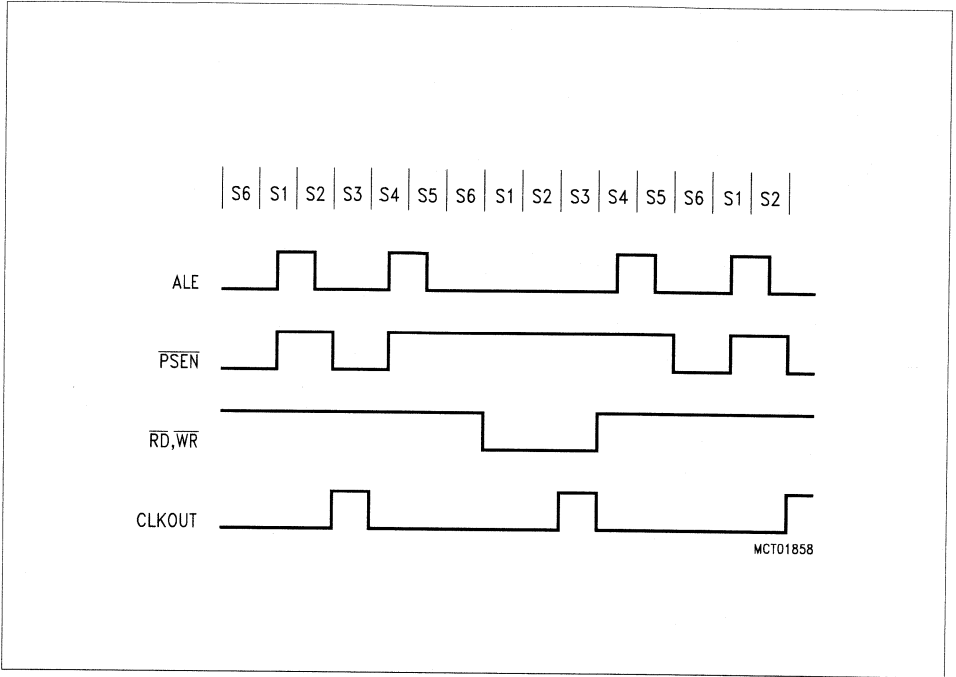 S6 S1 S2 S3 S4 S5 S6 S1 S2 S3 S4 S5 S6 S1 S2
ALE
PSEN
RD,WR
CLKOUT
MCT01858